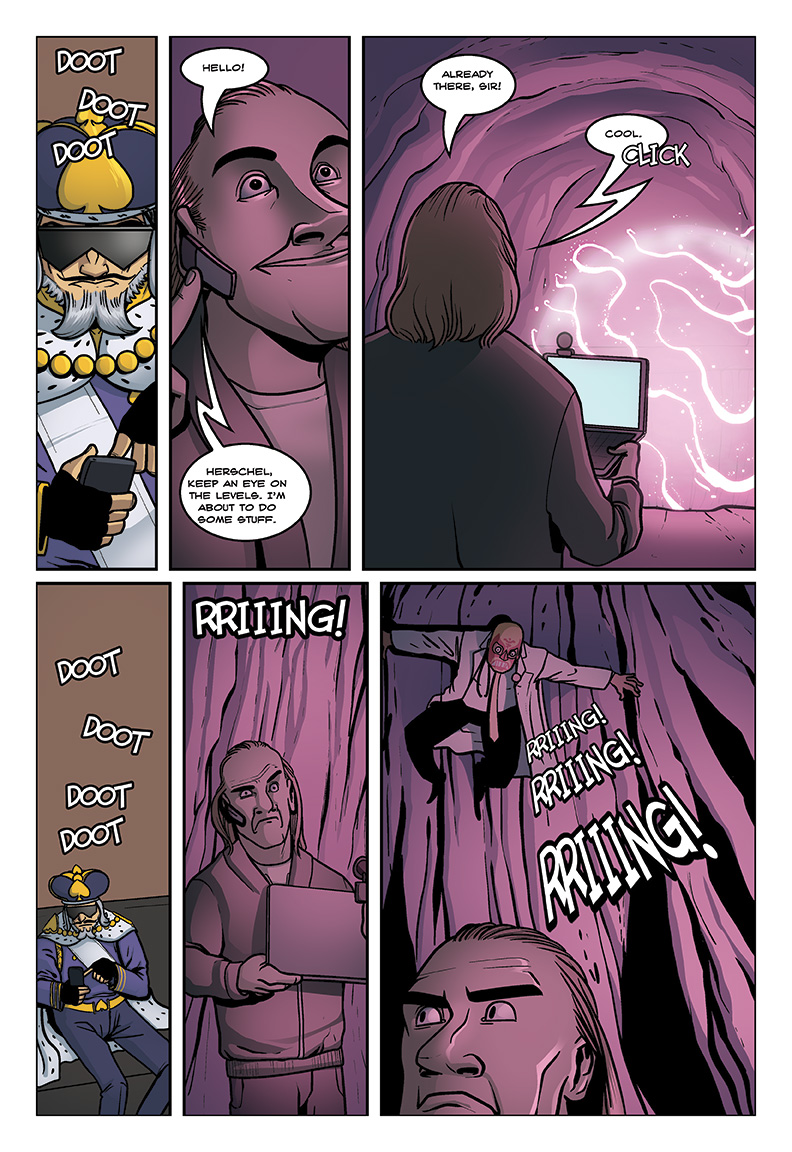 DOOT
DOOT
DOOT
HELLO!
HERSCHEL,
KEEP AN EYE ON
THE LEVELS. I'M
ABOUT TO DO
SOME STUFF.
ALREADY
THERE, SIR!
COOL.
CLICK
DOOT
DOOT
DOOT
DOOT
RRIIING!
RRIIING!
RRIIING!
RRIIING!